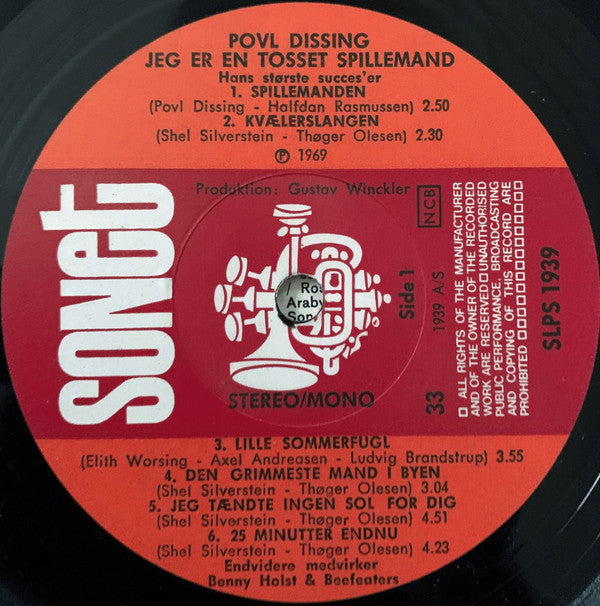 POVL DISSING
JEG ER EN TOSSET SPILLEMAND
Hans største succes'er
1. SPILLEMANDEN
(Povl Dissing - Halfdan Rasmussen) 2.50
2. KVÆLERSLANGEN
(Shel Silverstein - Thøger Olesen) 2.30
Ⓟ 1969
SONET
Produktion: Gustav Winckler
NCB
/ Ros
Araby
Son,
STEREO/MONO
Side 1
33
1939 A/S
ALL RIGHTS OF THE MANUFACTURER
AND OF THE OWNER OF THE RECORDED
WORK ARE RESERVED UNAUTHORISED
PUBLIC PERFORMANCE, BROADCASTING
AND COPYING OF THIS RECORD ARE
PROHIBITED
SLPS 1939
3. LILLE SOMMERFUGL
(Elith Worsing - Axel Andreasen - Ludvig Brandstrup) 3.55
4. DEN GRIMMESTE MAND I BYEN
(Shel Silverstein - Thøger Olesen) 3.04
5. JEG TÆNDTE INGEN SOL FOR DIG
(Shel Silverstein - Thøger Olesen) 4.51
6. 25 MINUTTER ENDNU
(Shel Silverstein - Thøger Olesen) 4.23
Endvidere medvirker
Benny Holst & Beefeaters